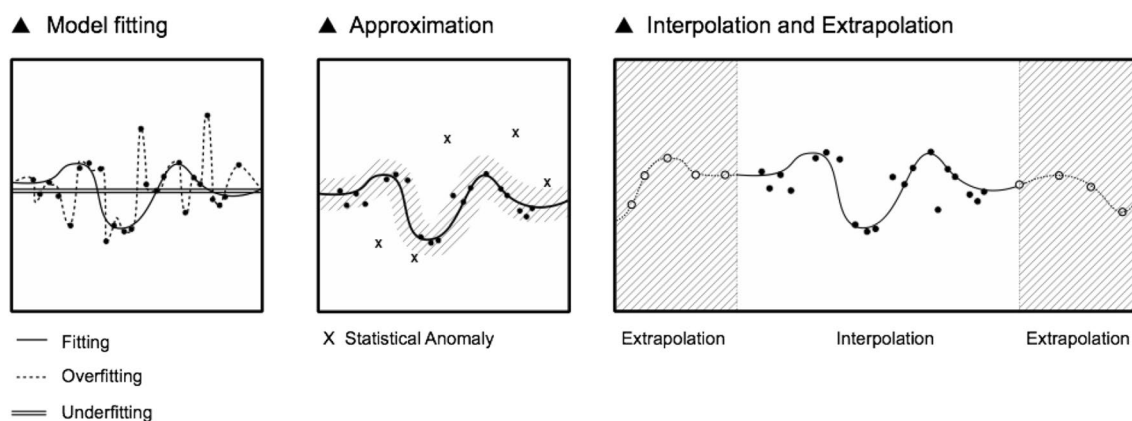 ▲ Model fitting
▲ Approximation
▲ Interpolation and Extrapolation
Fitting
Overfitting
Underfitting
X Statistical Anomaly
Extrapolation
Interpolation
Extrapolation